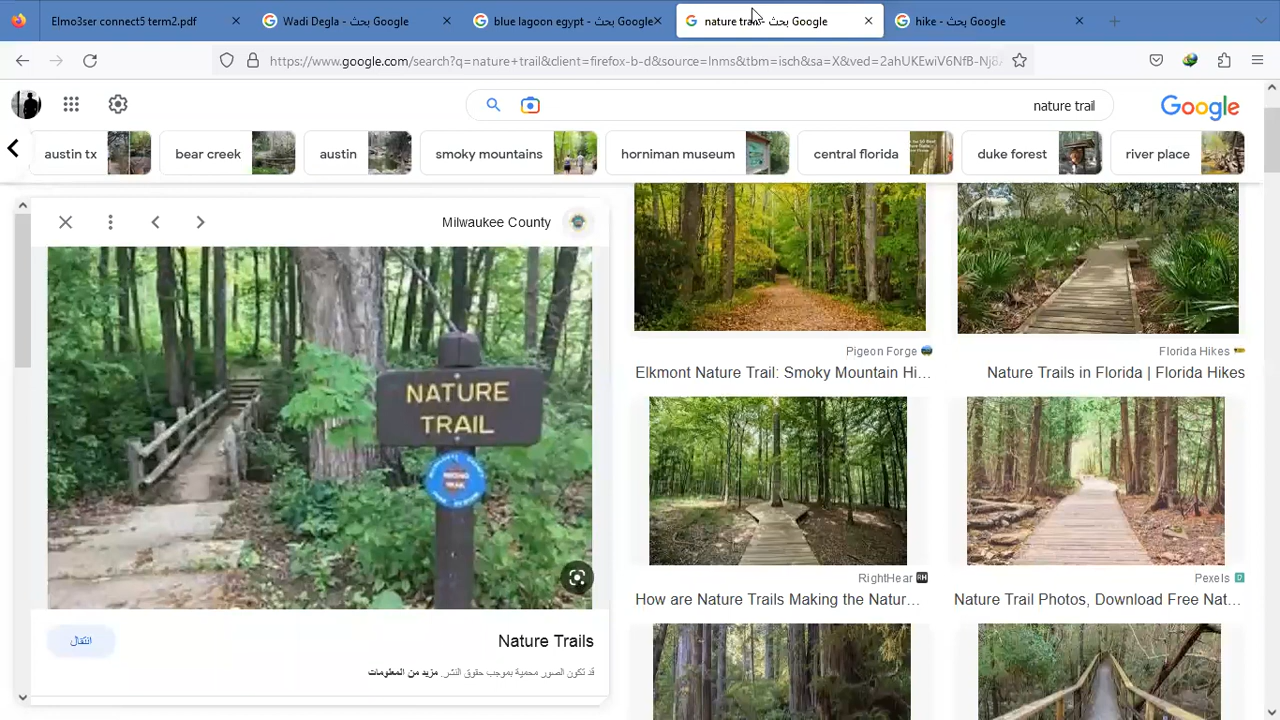 Elmo3ser connect5 term2.pdf
Wadi Degla - بحث Google
blue lagoon egypt - بحث Google
nature trail - بحث Google
hike - بحث Google
https://www.google.com/search?q=nature+trail&client=firefox-b-d&source=lnms&tbm=isch&sa=X&ved=2ahUKEwiV6NfB-Nj8
nature trail
Google
austin tx
bear creek
austin
smoky mountains
horniman museum
central florida
duke forest
river place
Milwaukee County
NATURE
TRAIL
Nature Trails
انتقال
قد تكون الصور محمية بموجب حقوق النشر. مزيد من المعلومات
Pigeon Forge
Elkmont Nature Trail: Smoky Mountain Hi...
Florida Hikes
Nature Trails in Florida | Florida Hikes
RightHear
How are Nature Trails Making the Natur...
Pexels
Nature Trail Photos, Download Free Nat...